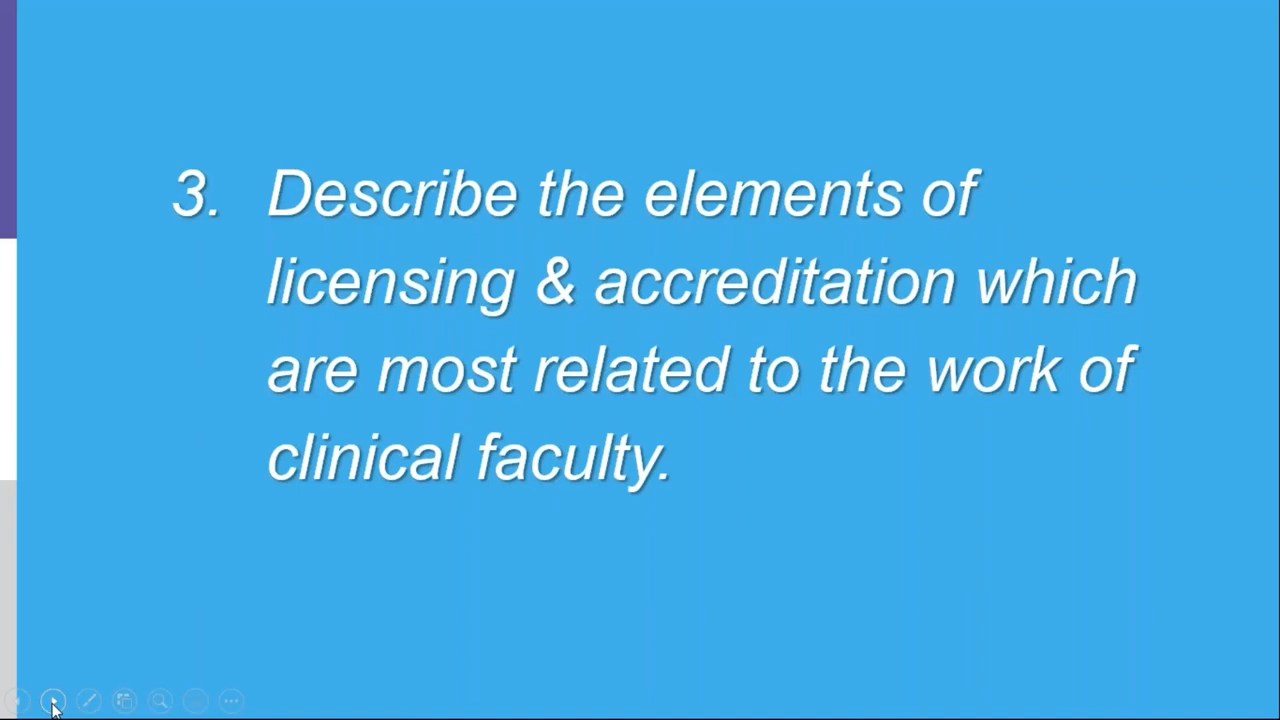 3. Describe the elements of
licensing & accreditation which
are most related to the work of
clinical faculty.